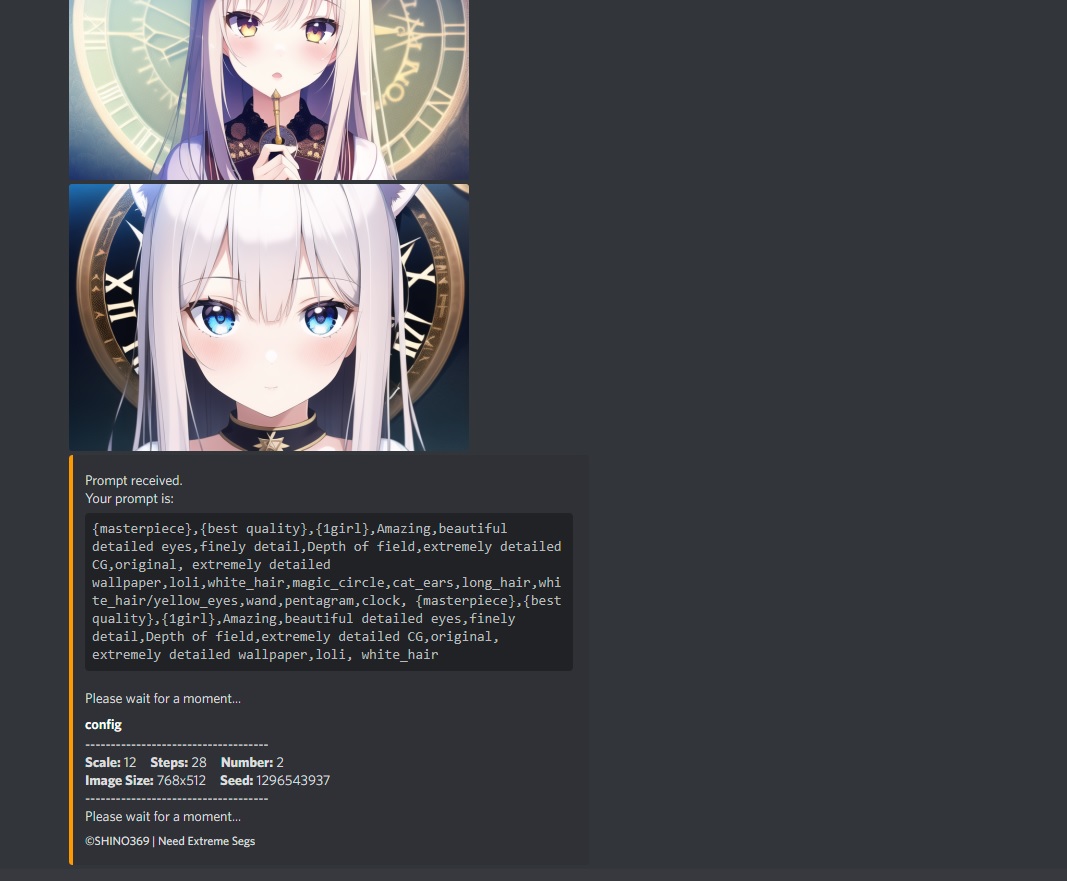 Prompt received.
Your prompt is:
{masterpiece},{best quality},{1girl},Amazing,beautiful
detailed eyes,finely detail,Depth of field,extremely detailed
CG,original, extremely detailed
wallpaper,loli,white_hair,magic_circle,cat_ears,long_hair,whi
te_hair/yellow_eyes,wand,pentagram,clock, {masterpiece},{best
quality},{1girl},Amazing,beautiful detailed eyes,finely
detail,Depth of field,extremely detailed CG,original,
extremely detailed wallpaper,loli, white_hair
Please wait for a moment...
config
------------------------------------
Scale: 12 Steps: 28 Number: 2
Image Size: 768x512 Seed: 1296543937
------------------------------------
Please wait for a moment...
©SHINO369 | Need Extreme Segs